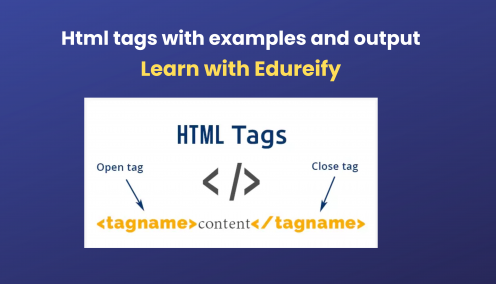 Html tags with examples and output
Learn with Edureify
HTML Tags
</>
Open tag
Close tag
<tagname>content</tagname>